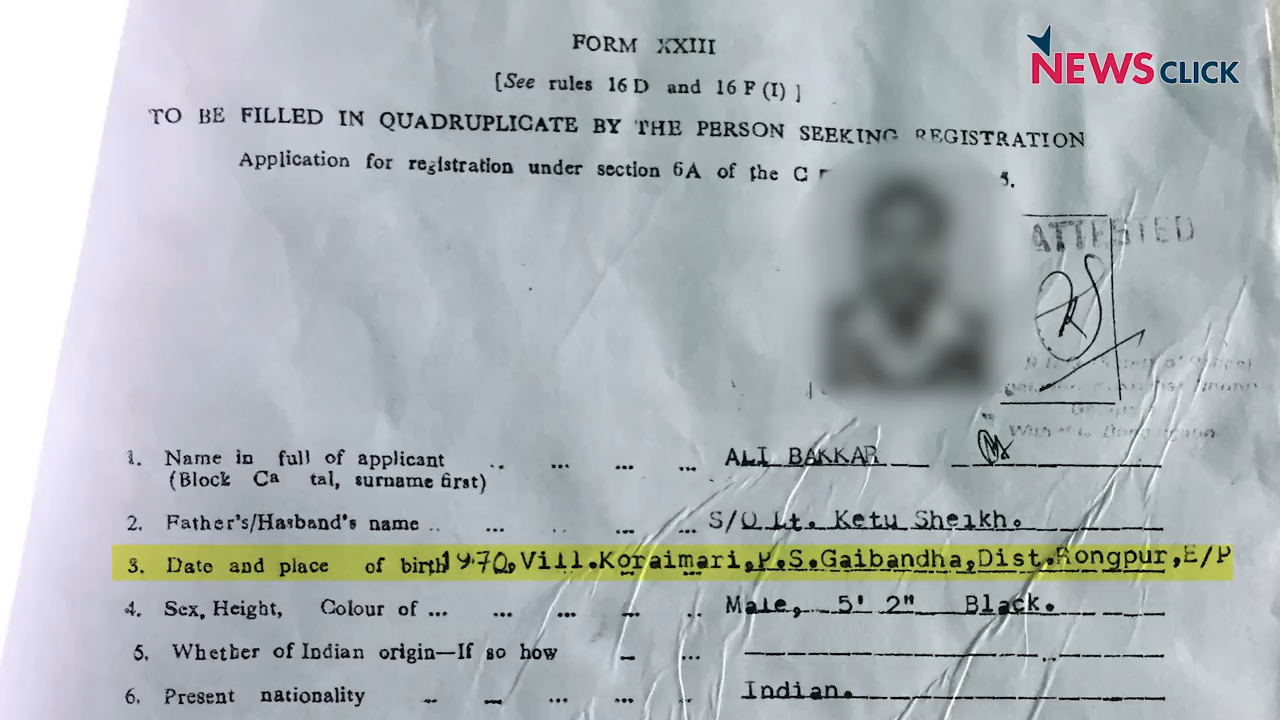 FORM XXIII
NEWSCLICK
[See rules 16 D and 16 F (I) ]
TO BE FILLED IN QUADRUPLICATE BY THE PERSON SEEKING REGISTRATION
Application for registration under section 6A of the C 5.
ATTESTED
1. Name in full of applicant .. ... ... ... ALI BAKKAR
(Block Ca tal, surname first)
2. Father's/Hasband's name .. ... .. ... ... S/O Lt. Ketu Sheikh.
3. Date and place of birth 1970, Vill.Koraimari,P.S.Gaibandha,Dist.Rongpur,E/P
4. Sex, Height, Colour of ... ... ... ... .. Male, 5' 2" Black.
5. Whether of Indian origin—If so how
6. Present nationality Indian.